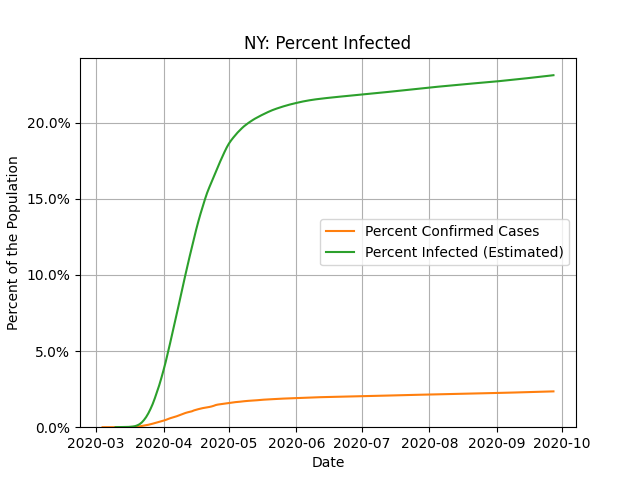 NY: Percent Infected
Percent of the Population
20.0%
15.0%
10.0%
5.0%
0.0%
Percent Confirmed Cases
Percent Infected (Estimated)
2020-03 2020-04 2020-05 2020-06 2020-07 2020-08 2020-09 2020-10
Date